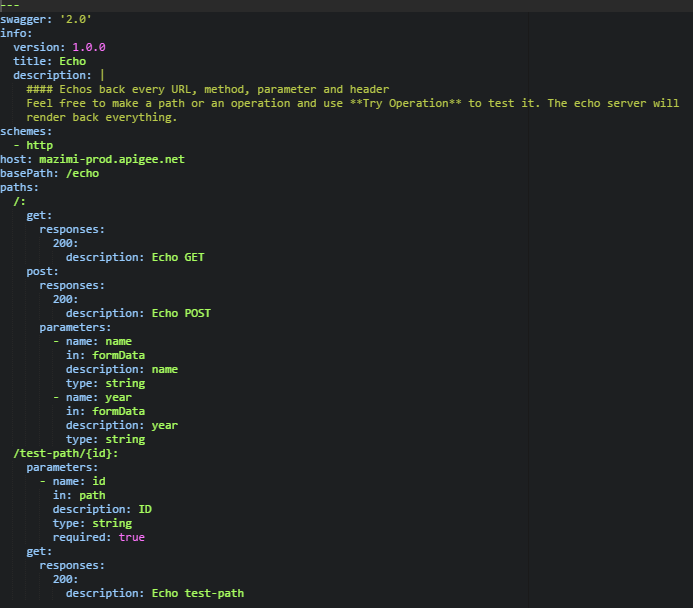 ---
swagger: '2.0'
info:
  version: 1.0.0
  title: Echo
  description: |
    #### Echos back every URL, method, parameter and header
    Feel free to make a path or an operation and use **Try Operation** to test it. The echo server will
    render back everything.
schemes:
  - http
host: mazimi-prod.apigee.net
basePath: /echo
paths:
  /:
    get:
      responses:
        200:
          description: Echo GET
    post:
      responses:
        200:
          description: Echo POST
      parameters:
        - name: name
          in: formData
          description: name
          type: string
        - name: year
          in: formData
          description: year
          type: string
  /test-path/{id}:
    parameters:
      - name: id
        in: path
        description: ID
        type: string
        required: true
    get:
      responses:
        200:
          description: Echo test-path